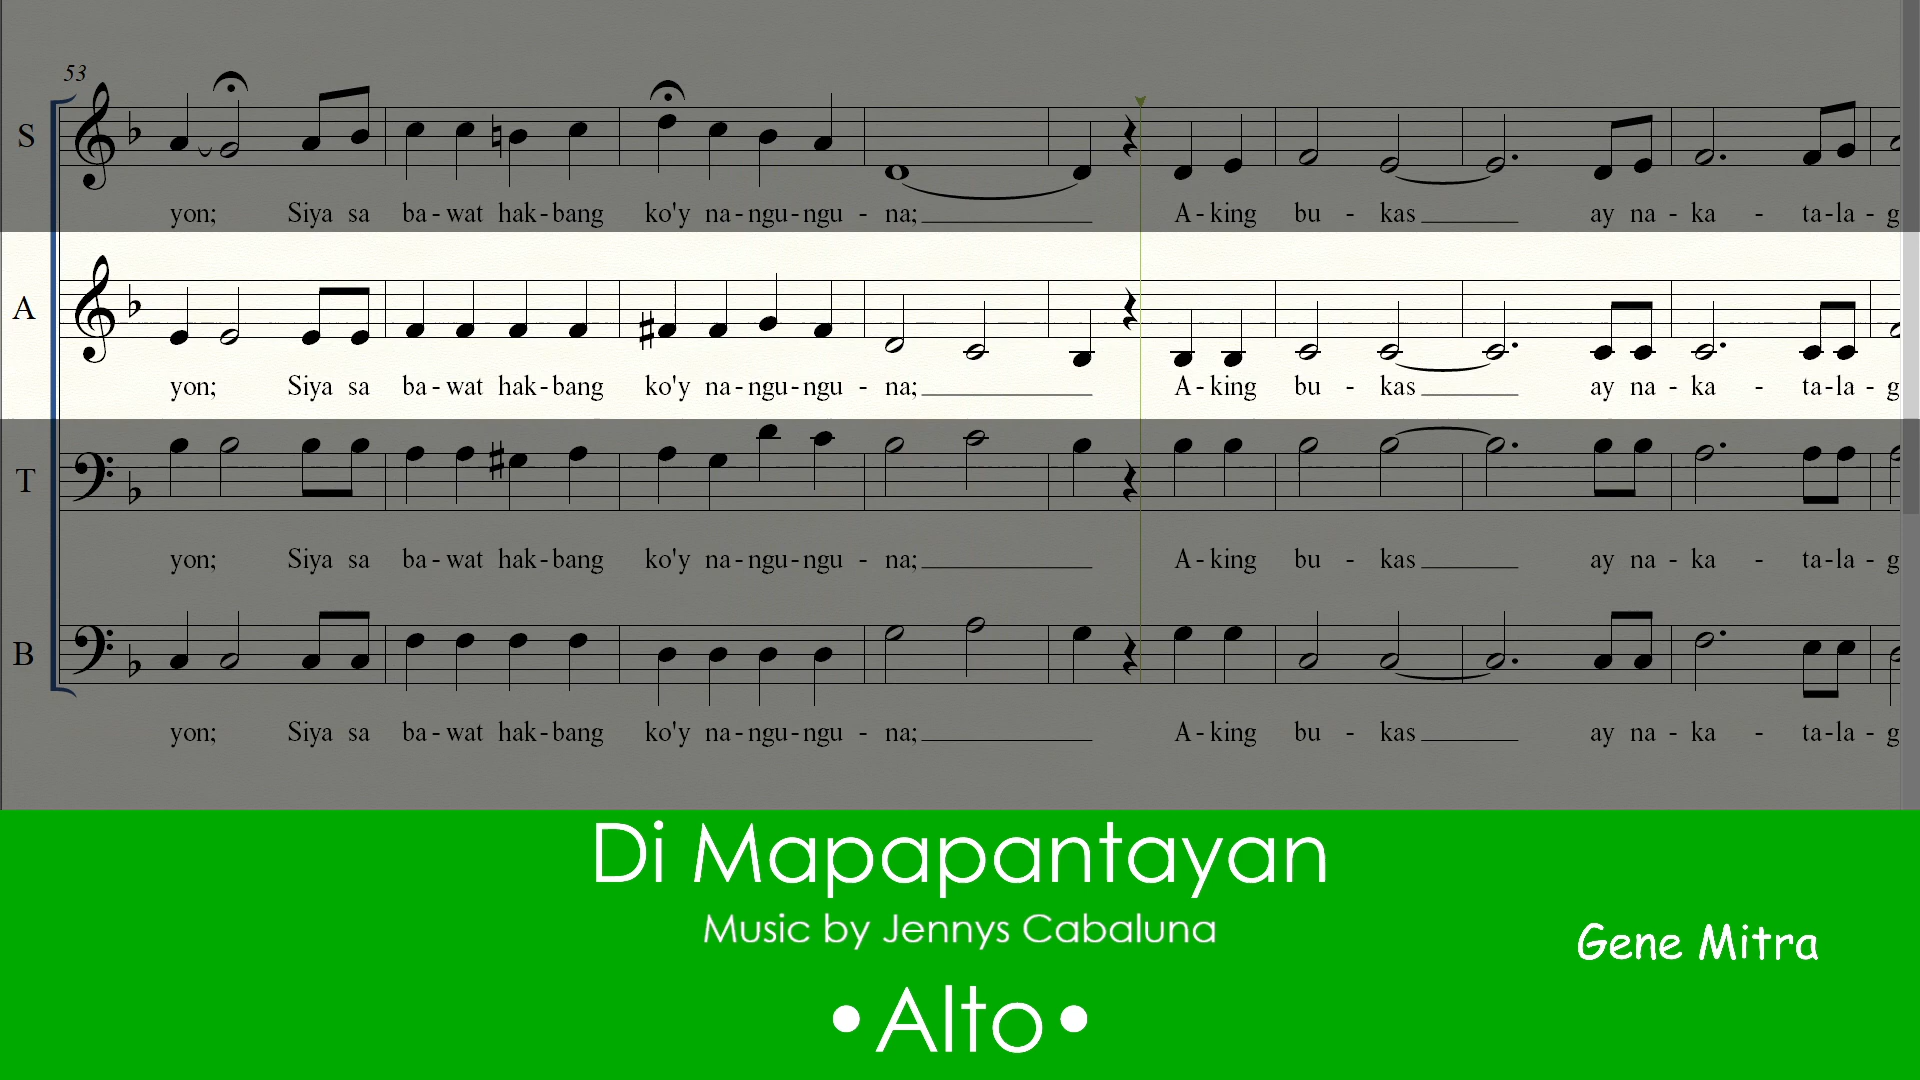 53
S
yon; Siya sa ba - wat hak - bang ko'y na - ngu - ngu - na; A - king bu - kas ay na - ka - ta - la - g
A
yon; Siya sa ba - wat hak - bang ko'y na - ngu - ngu - na; A - king bu - kas ay na - ka - ta - la - g
T
yon; Siya sa ba - wat hak - bang ko'y na - ngu - ngu - na; A - king bu - kas ay na - ka - ta - la - g
B
yon; Siya sa ba - wat hak - bang ko'y na - ngu - ngu - na; A - king bu - kas ay na - ka - ta - la - g
Di Mapapantayan
Music by Jennys Cabaluna
Gene Mitra
•Alto•